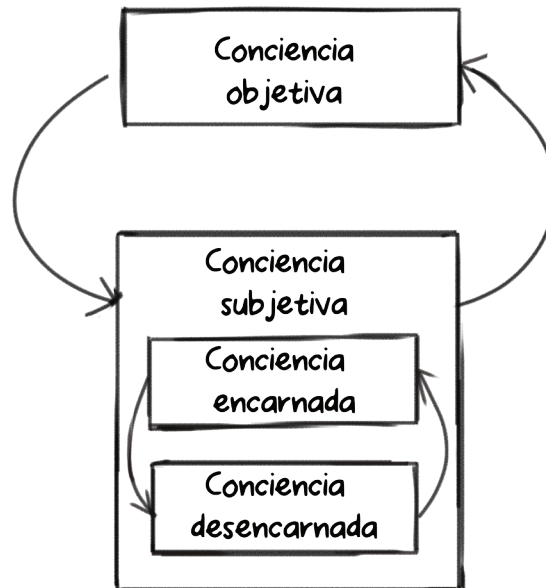 Conciencia
objetiva
Conciencia
subjetiva
Conciencia
encarnada
Conciencia
desencarnada